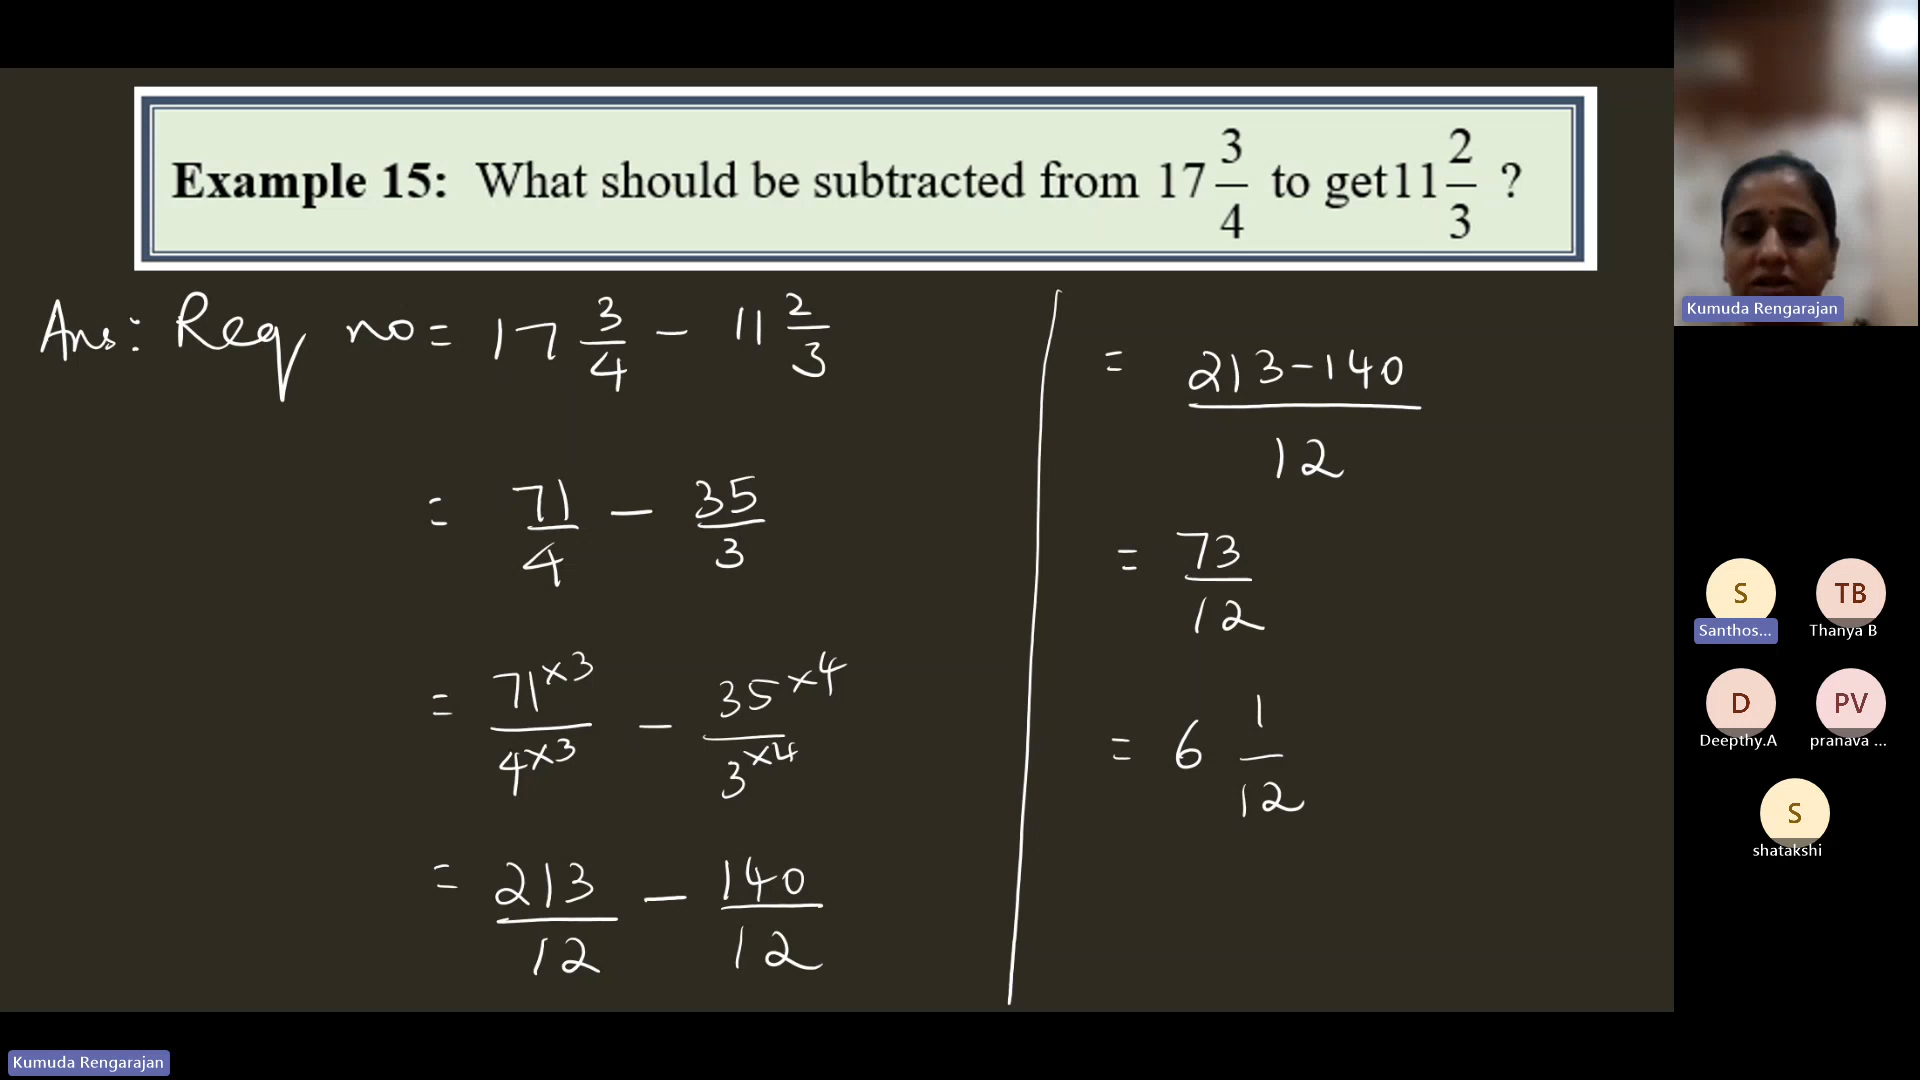 Example 15: What should be subtracted from 17 3/4 to get 11 2/3 ?
Ans: Req no = 17 3/4 - 11 2/3
= 71/4 - 35/3
= 71×3/4×3 - 35×4/3×4
= 213/12 - 140/12
= 213-140/12
= 73/12
= 6 1/12
Kumuda Rengarajan
S
TB
Santhos...
Thanya B
D
PV
Deepthy.A
pranava ...
S
shatakshi
Kumuda Rengarajan